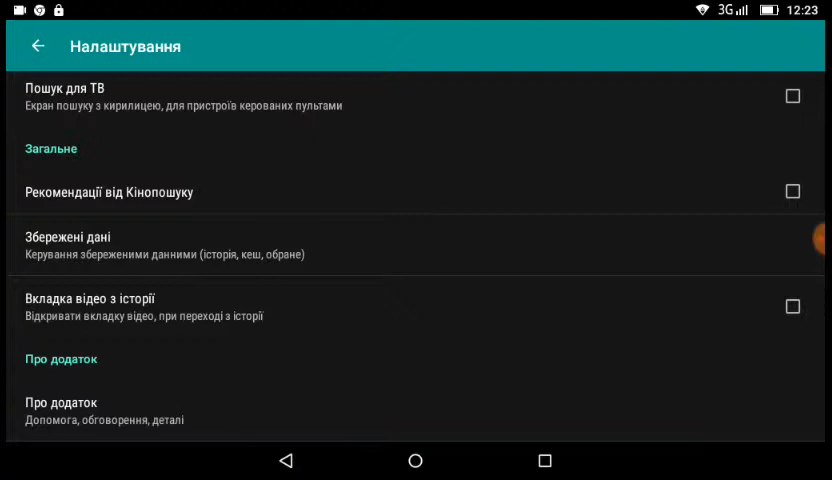 3G 12:23
Налаштування
Пошук для ТВ
Екран пошуку з кирилицею, для пристроїв керованих пультами
Загальне
Рекомендації від Кінопошуку
Збережені дані
Керування збереженими данними (історія, кеш, обране)
Вкладка відео з історії
Відкривати вкладку відео, при переході з історії
Про додаток
Про додаток
Допомога, обговорення, деталі